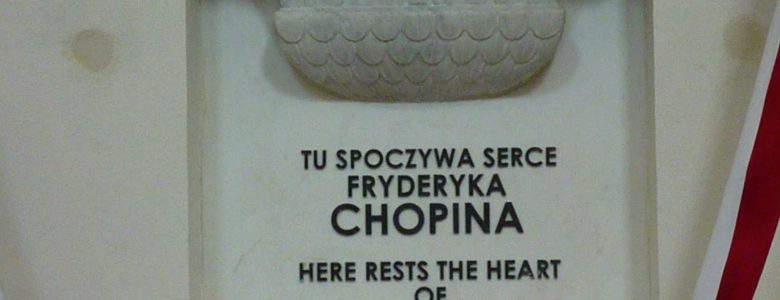 TU SPOCZYWA SERCE
FRYDERYKA
CHOPINA
HERE RESTS THE HEART
OF